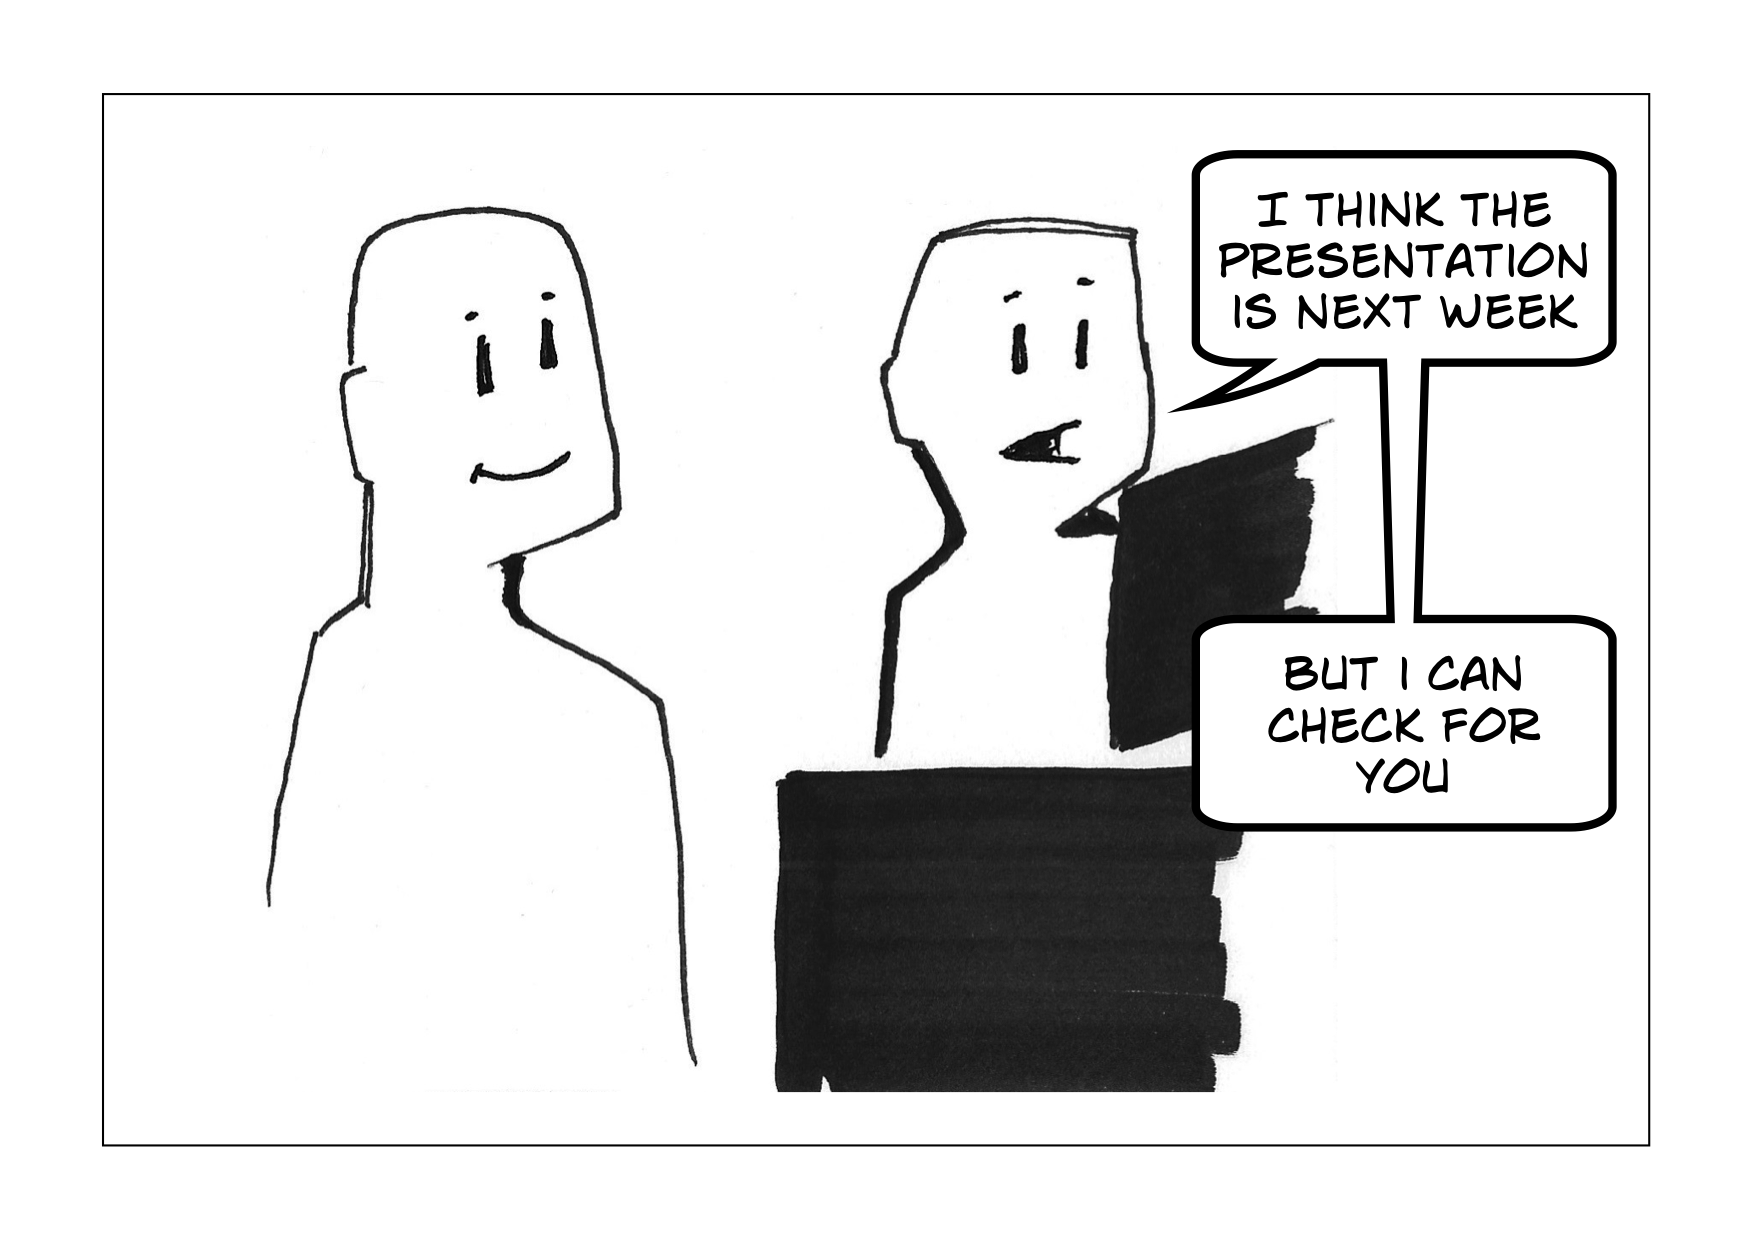 I THINK THE
PRESENTATION
IS NEXT WEEK
BUT I CAN
CHECK FOR
YOU